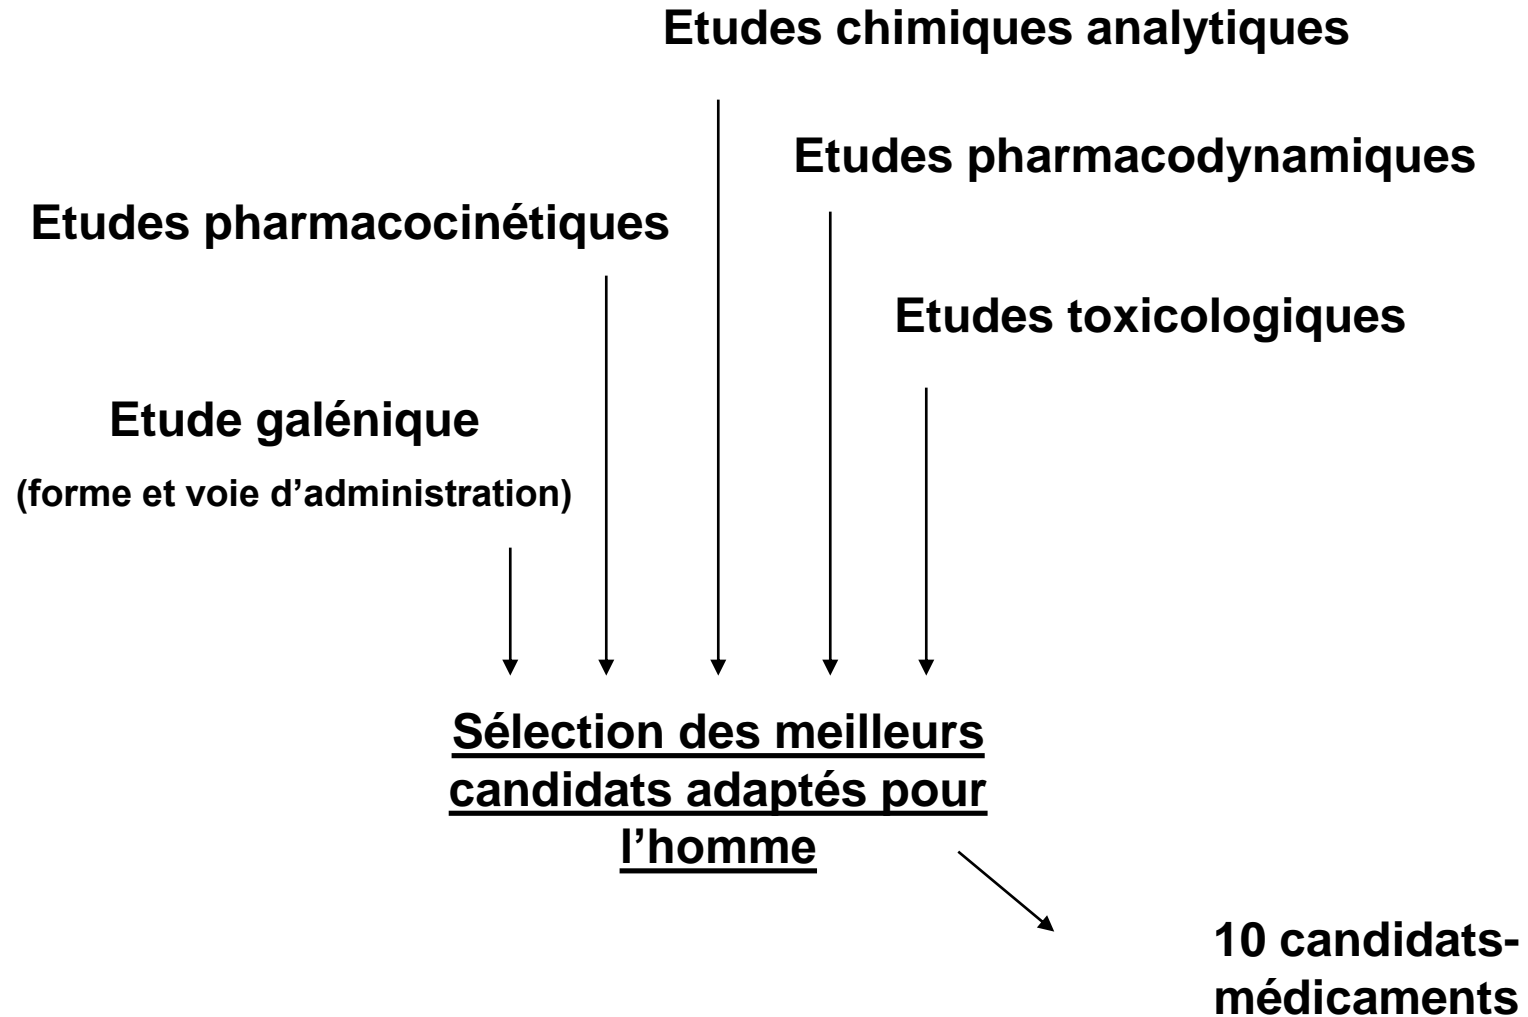 Etudes chimiques analytiques
Etudes pharmacodynamiques
Etudes pharmacocinétiques
Etudes toxicologiques
Etude galénique
(forme et voie d’administration)
Sélection des meilleurs
candidats adaptés pour
l’homme
10 candidats-
médicaments